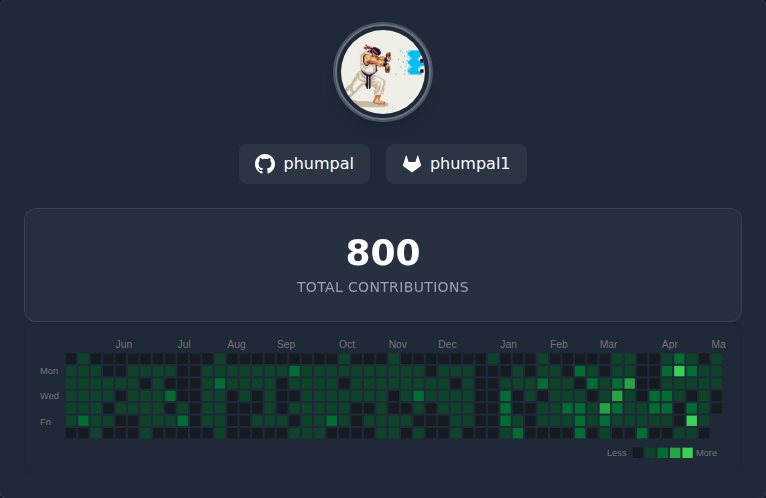 phumpal phumpal1
800
TOTAL CONTRIBUTIONS
Jun Jul Aug Sep Oct Nov Dec Jan Feb Mar Apr Ma
Mon
Wed
Fri
Less More